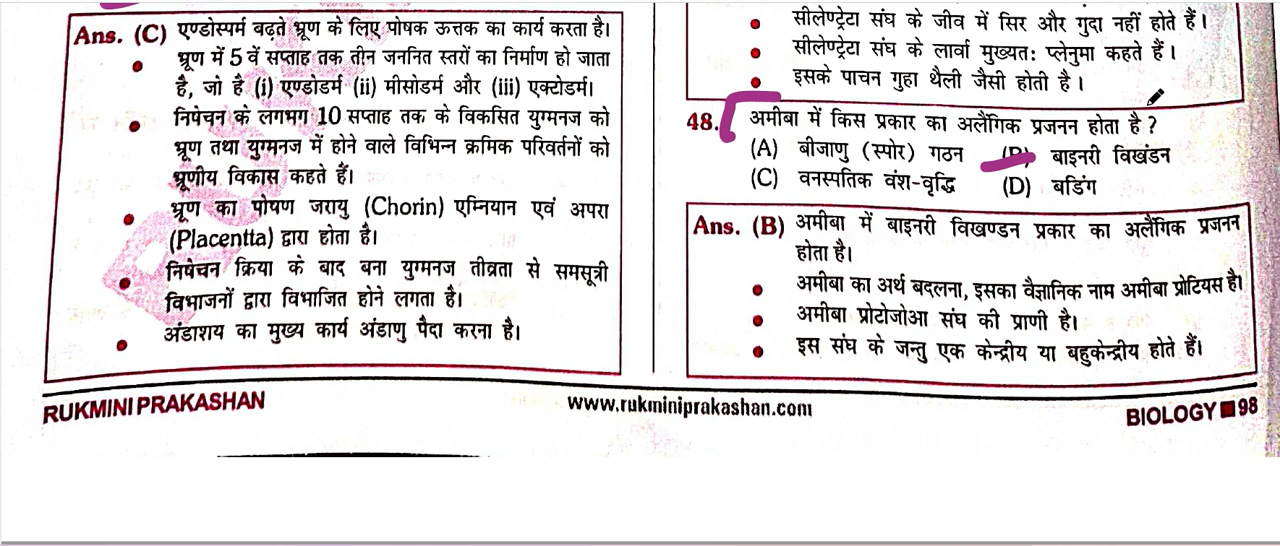 Ans. (C) एण्डोस्पर्म बढ़ते भ्रूण के लिए पोषक ऊत्तक का कार्य करता है।
भ्रूण में 5 वें सप्ताह तक तीन जननित स्तरों का निर्माण हो जाता
है, जो है (i) एण्डोडर्म (ii) मीसोडर्म और (iii) एक्टोडर्म।
निषेचन के लगभग 10 सप्ताह तक के विकसित युग्मनज को
भ्रूण तथा युग्मनज में होने वाले विभिन्न क्रमिक परिवर्तनों को
भ्रूणीय विकास कहते हैं।
भ्रूण का पोषण जरायु (Chorin) एम्नियान एवं अपरा
(Placentta) द्वारा होता है।
निषेचन क्रिया के बाद बना युग्मनज तीव्रता से समसूत्री
विभाजनों द्वारा विभाजित होने लगता है।
अंडाशय का मुख्य कार्य अंडाणु पैदा करना है।
सीलेण्ट्रेटा संघ के जीव में सिर और गुदा नहीं होते हैं।
सीलेण्ट्रेटा संघ के लार्वा मुख्यतः प्लेनुमा कहते हैं।
इसके पाचन गुहा थैली जैसी होती है।
48. अमीबा में किस प्रकार का अलैंगिक प्रजनन होता है ?
(A) बीजाणु (स्पोर) गठन (B) बाइनरी विखंडन
(C) वनस्पतिक वंश-वृद्धि (D) बडिंग
Ans. (B) अमीबा में बाइनरी विखण्डन प्रकार का अलैंगिक प्रजनन
होता है।
अमीबा का अर्थ बदलना, इसका वैज्ञानिक नाम अमीबा प्रोटियस है।
अमीबा प्रोटोजोआ संघ की प्राणी है।
इस संघ के जन्तु एक केन्द्रीय या बहुकेन्द्रीय होते हैं।
RUKMINI PRAKASHAN www.rukminiprakashan.com BIOLOGY 98